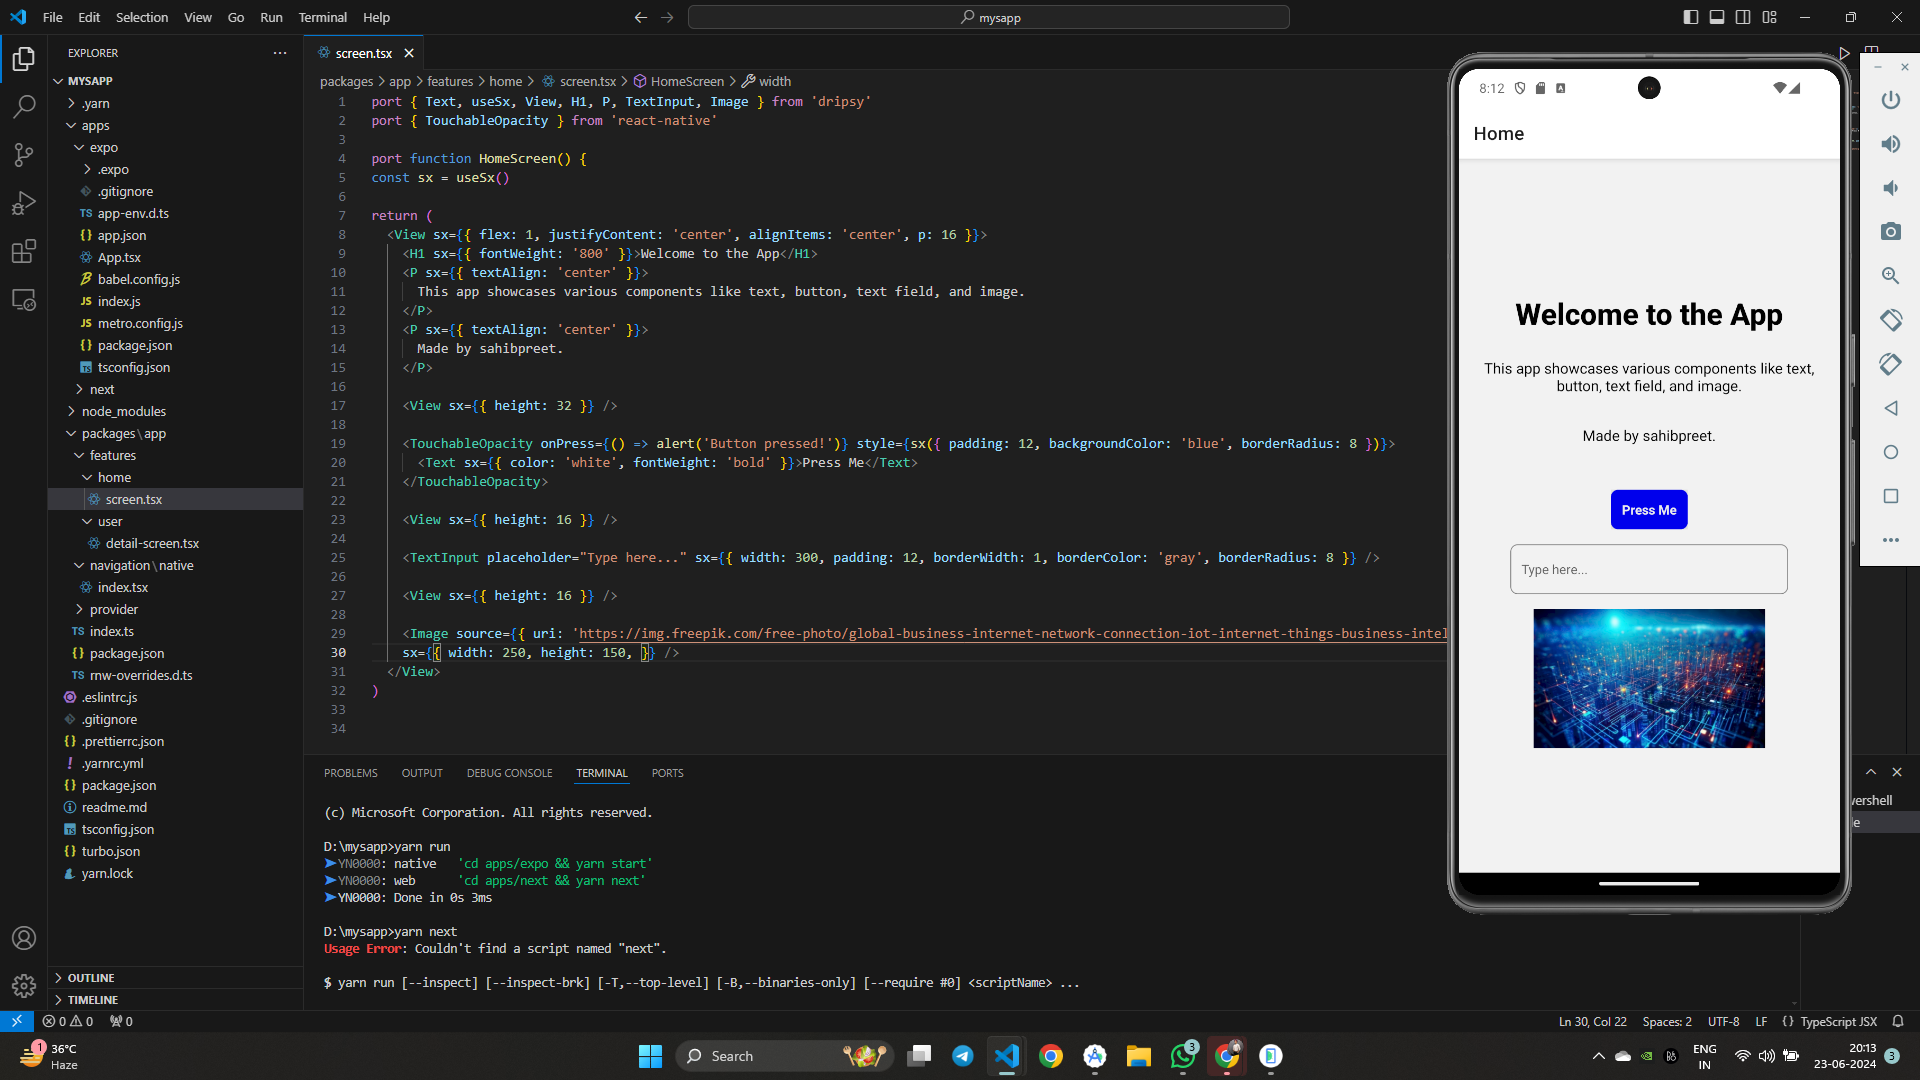 File Edit Selection View Go Run Terminal Help
mysapp
EXPLORER
MYSAPP
.yarn
apps
expo
.expo
.gitignore
TS app-env.d.ts
{} app.json
App.tsx
babel.config.js
JS index.js
JS metro.config.js
{} package.json
tsconfig.json
next
node_modules
packages\app
features
home
screen.tsx
user
detail-screen.tsx
navigation\native
index.tsx
provider
TS index.ts
{} package.json
TS rnw-overrides.d.ts
.eslintrc.js
.gitignore
{} .prettierrc.json
! .yarnrc.yml
{} package.json
readme.md
tsconfig.json
{} turbo.json
yarn.lock
OUTLINE
TIMELINE
screen.tsx
packages > app > features > home > screen.tsx > HomeScreen > width
1 port { Text, useSx, View, H1, P, TextInput, Image } from 'dripsy'
2 port { TouchableOpacity } from 'react-native'
3
4 port function HomeScreen() {
5 const sx = useSx()
6
7 return (
8 <View sx={{ flex: 1, justifyContent: 'center', alignItems: 'center', p: 16 }}>
9 <H1 sx={{ fontWeight: '800' }}>Welcome to the App</H1>
10 <P sx={{ textAlign: 'center' }}>
11 This app showcases various components like text, button, text field, and image.
12 </P>
13 <P sx={{ textAlign: 'center' }}>
14 Made by sahibpreet.
15 </P>
16
17 <View sx={{ height: 32 }} />
18
19 <TouchableOpacity onPress={() => alert('Button pressed!')} style={sx({ padding: 12, backgroundColor: 'blue', borderRadius: 8 })}>
20 <Text sx={{ color: 'white', fontWeight: 'bold' }}>Press Me</Text>
21 </TouchableOpacity>
22
23 <View sx={{ height: 16 }} />
24
25 <TextInput placeholder="Type here..." sx={{ width: 300, padding: 12, borderWidth: 1, borderColor: 'gray', borderRadius: 8 }} />
26
27 <View sx={{ height: 16 }} />
28
29 <Image source={{ uri: 'https://img.freepik.com/free-photo/global-business-internet-network-connection-iot-internet-things-business-intel
30 sx={{ width: 250, height: 150, }} />
31 </View>
32 )
33
34
PROBLEMS OUTPUT DEBUG CONSOLE TERMINAL PORTS
(c) Microsoft Corporation. All rights reserved.
D:\mysapp>yarn run
➤YN0000: native 'cd apps/expo && yarn start'
➤YN0000: web 'cd apps/next && yarn next'
➤YN0000: Done in 0s 3ms
D:\mysapp>yarn next
Usage Error: Couldn't find a script named "next".
$ yarn run [--inspect] [--inspect-brk] [-T,--top-level] [-B,--binaries-only] [--require #0] <scriptName> ...
8:12
Home
Welcome to the App
This app showcases various components like text,
button, text field, and image.
Made by sahibpreet.
Press Me
Type here...
0 0 0
Ln 30, Col 22 Spaces: 2 UTF-8 LF {} TypeScript JSX
1
36°C
Haze
Search
3
ENG
IN
20:13
23-06-2024
3